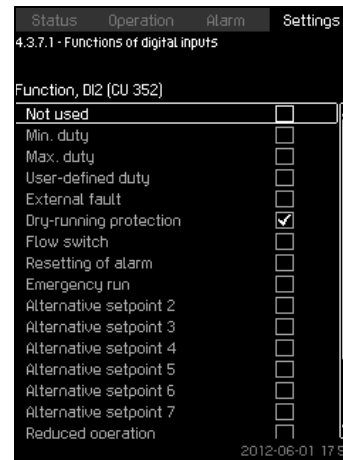 Status Operation Alarm Settings
4.3.7.1 - Functions of digital inputs
Function, DI2 (CU 352)
Not used
Min. duty
Max. duty
User-defined duty
External fault
Dry-running protection
Flow switch
Resetting of alarm
Emergency run
Alternative setpoint 2
Alternative setpoint 3
Alternative setpoint 4
Alternative setpoint 5
Alternative setpoint 6
Alternative setpoint 7
Reduced operation
2012-06-01 17